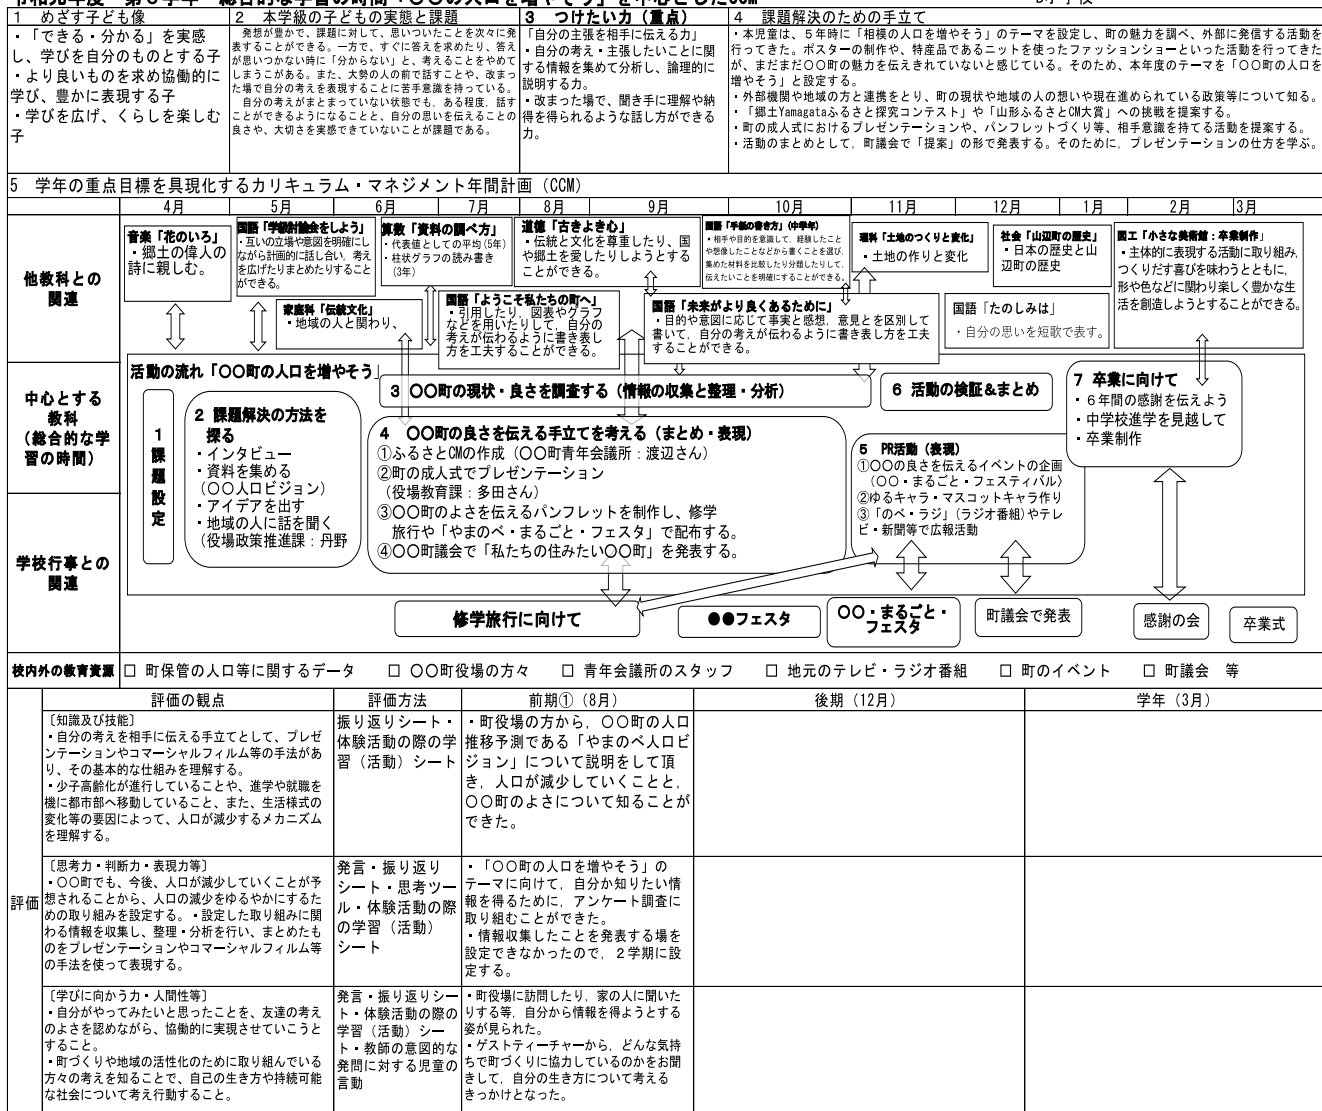 1 めざす子ども像
・「できる・分かる」を実感
し、学びを自分のものとする子
・より良いものを求め協働的に
学び、豊かに表現する子
・学びを広げ、くらしを楽しむ
子
2 本学級の子どもの実態と課題
発想が豊かで、課題に対して、思いついたことを次々に発
表することができる。一方で、すぐに答えを求めたり、答え
が思いつかない時に「分からない」と、考えることをやめて
しまうこがある。また、大勢の人の前で話すことや、改まっ
た場で自分の考えを表現することに苦手意識を持っている。
自分の考えがまとまっていない状態でも、ある程度、話す
ことができるようになることと、自分の思いを伝えることの
良さや、大切さを実感できていないことが課題である。
3 つけたい力（重点）
「自分の主張を相手に伝える力」
・自分の考え・主張したいことに関
する情報を集めて分析し、論理的に
説明する力。
・改まった場で、聞き手に理解や納
得を得られるような話し方ができる
力。
4 課題解決のための手立て
・本児童は、５年時に「相模の人口を増やそう」のテーマを設定し、町の魅力を調べ、外部に発信する活動を
行ってきた。ポスターの制作や、特産品であるニットを使ったファッションショーといった活動を行ってきた
が、まだまだ〇〇町の魅力を伝えきれていないと感じている。そのため、本年度のテーマを「〇〇町の人口を
増やそう」と設定する。
・外部機関や地域の方と連携をとり、町の現状や地域の人の想いや現在進められている政策等について知る。
・「郷土Yamagataふるさと探究コンテスト」や「山形ふるさとCM大賞」への挑戦を提案する。
・町の成人式におけるプレゼンテーションや、パンフレットづくり等、相手意識を持てる活動を提案する。
・活動のまとめとして、町議会で「提案」の形で発表する。そのために、プレゼンテーションの仕方を学ぶ。
5 学年の重点目標を具現化するカリキュラム・マネジメント年間計画（CCM）
4月 5月 6月 7月 8月 9月 10月 11月 12月 1月 2月 3月
他教科との
関連
音楽「花のいろ」
・郷土の偉人の
詩に親しむ。
国語「学級討論会をしよう」
・互いの立場や意図を明確にし
ながら計画的に話し合い、考え
を広げたりまとめたりすること
ができる。
算数「資料の調べ方」
・代表値としての平均(5年)
・柱状グラフの読み書き
（3年）
道徳「古きよき心」
・伝統と文化を尊重したり、国
や郷土を愛したりしようとする
ことができる。
国語「手紙の書き方」（中学年）
・相手や目的を意識して、経験したこと
や想像したことなどから書くことを選び、
集めた材料を比較したり分類したりして、
伝えたいことを明確にすることができる。
理科「土地のつくりと変化」
・土地の作りと変化
社会「山辺町の歴史」
・日本の歴史と山
辺町の歴史
図工「小さな美術館：卒業制作」
・主体的に表現する活動に取り組み、
つくりだす喜びを味わうとともに、
形や色などに関わり楽しく豊かな生
活を創造しようとすることができる。
家庭科「伝統文化」
・地域の人と関わり、
国語「ようこそ私たちの町へ」
・引用したり、図表やグラフ
などを用いたりして、自分の
考えが伝わるように書き表し
方を工夫することができる。
国語「未来がより良くあるために」
・目的や意図に応じて事実と感想、意見とを区別して
書いて、自分の考えが伝わるように書き表し方を工夫
することができる。
国語「たのしみは」
・自分の思いを短歌で表す。
中心とする
教科
（総合的な学
習の時間）
活動の流れ「〇〇町の人口を増やそう」
1
課
題
設
定
2 課題解決の方法を
探る
・インタビュー
・資料を集める
（〇〇人口ビジョン）
・アイデアを出す
・地域の人に話を聞く
（役場政策推進課：丹野
3 〇〇町の現状・良さを調査する（情報の収集と整理・分析）
4 〇〇町の良さを伝える手立てを考える（まとめ・表現）
①ふるさとCMの作成（〇〇町青年会議所：渡辺さん）
②町の成人式でプレゼンテーション
（役場教育課：多田さん）
③〇〇町のよさを伝えるパンフレットを制作し、修学
旅行や「やまのべ・まるごと・フェスタ」で配布する。
④〇〇町議会で「私たちの住みたい〇〇町」を発表する。
6 活動の検証＆まとめ
5 PR活動（表現）
①〇〇の良さを伝えるイベントの企画
（〇〇・まるごと・フェスティバル）
②ゆるキャラ・マスコットキャラ作り
③「のべ・ラジ」(ラジオ番組)やテレ
ビ・新聞等で広報活動
7 卒業に向けて
・６年間の感謝を伝えよう
・中学校進学を見越して
・卒業制作
学校行事との
関連
修学旅行に向けて
●●フェスタ
〇〇・まるごと・
フェスタ
町議会で発表
感謝の会
卒業式
校内外の教育資源 □ 町保管の人口等に関するデータ □ 〇〇町役場の方々 □ 青年会議所のスタッフ □ 地元のテレビ・ラジオ番組 □ 町のイベント □ 町議会 等
評価の観点 評価方法 前期①（8月） 後期（12月） 学年（3月）
評価
〔知識及び技能〕
・自分の考えを相手に伝える手立てとして、プレゼ
ンテーションやコマーシャルフィルム等の手法があ
り、その基本的な仕組みを理解する。
・少子高齢化が進行していることや、進学や就職を
機に都市部へ移動していること、また、生活様式の
変化等の要因によって、人口が減少するメカニズム
を理解する。
振り返りシート・
体験活動の際の学
習（活動）シート
・町役場の方から、〇〇町の人口
推移予測である「やまのべ人口ビ
ジョン」について説明をして頂
き、人口が減少していくことと、
〇〇町のよさについて知ることが
できた。
〔思考力・判断力・表現力等〕
・〇〇町でも、今後、人口が減少していくことが予
想されることから、人口の減少をゆるやかにするた
めの取り組みを設定する。・設定した取り組みに関
わる情報を収集し、整理・分析を行い、まとめたも
のをプレゼンテーションやコマーシャルフィルム等
の手法を使って表現する。
発言・振り返り
シート・思考ツー
ル・体験活動の際
の学習（活動）
シート
・「〇〇町の人口を増やそう」の
テーマに向けて、自分か知りたい情
報を得るために、アンケート調査に
取り組むことができた。
・情報収集したことを発表する場を
設定できなかったので、２学期に設
定する。
〔学びに向かう力・人間性等〕
・自分がやってみたいと思ったことを、友達の考え
のよさを認めながら、協働的に実現させていこうと
すること。
・町づくりや地域の活性化のために取り組んでいる
方々の考えを知ることで、自己の生き方や持続可能
な社会について考え行動すること。
発言・振り返りシー
ト・体験活動の際の
学習（活動）シー
ト・教師の意図的な
発問に対する児童の
言動
・町役場に訪問したり、家の人に聞いた
りする等、自分から情報を得ようとする
姿が見られた。
・ゲストティーチャーから、どんな気持
ちで町づくりに協力しているのかをお聞
きして、自分の生き方について考える
きっかけとなった。